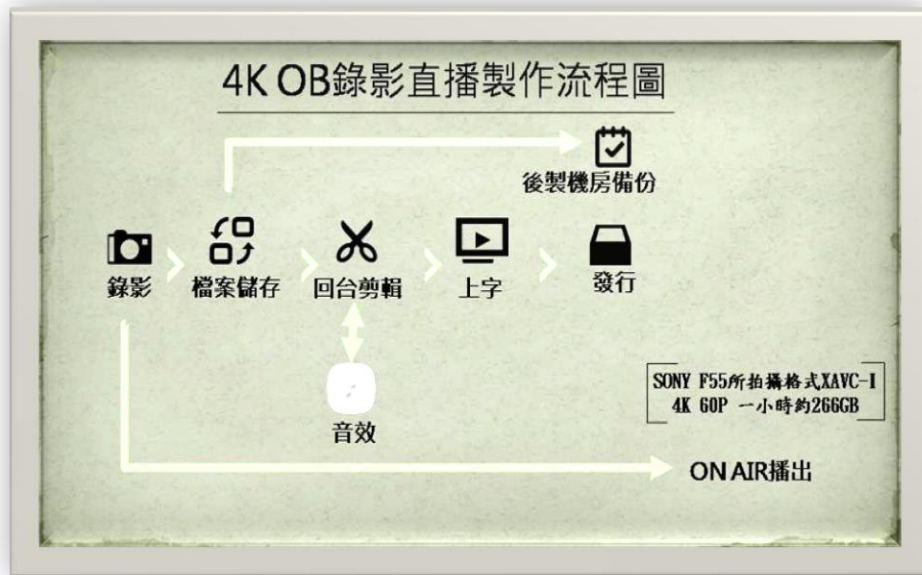 4K OB錄影直播製作流程圖
後製機房備份
錄影
檔案儲存
回台剪輯
上字
發行
音效
SONY F55所拍攝格式XAVC-I
4K 60P 一小時約266GB
ON AIR播出